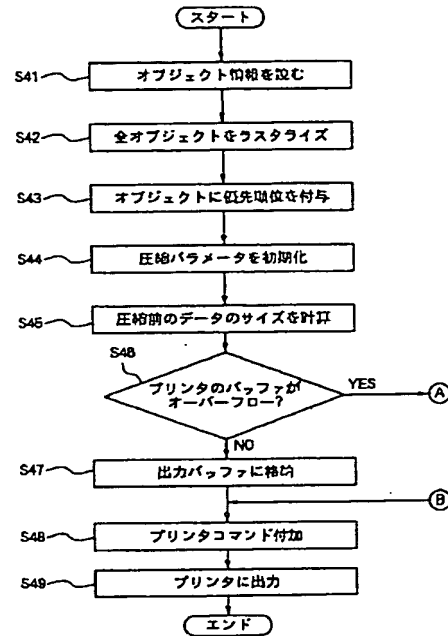 スタート
S41
オブジェクト情報を読む
S42
全オブジェクトをラスタライズ
S43
オブジェクトに優先順位を付与
S44
圧縮パラメータを初期化
S45
圧縮前のデータのサイズを計算
S46
プリンタのバッファが
オーバーフロー?
YES
A
NO
S47
出力バッファに格納
B
S48
プリンタコマンド付加
S49
プリンタに出力
エンド